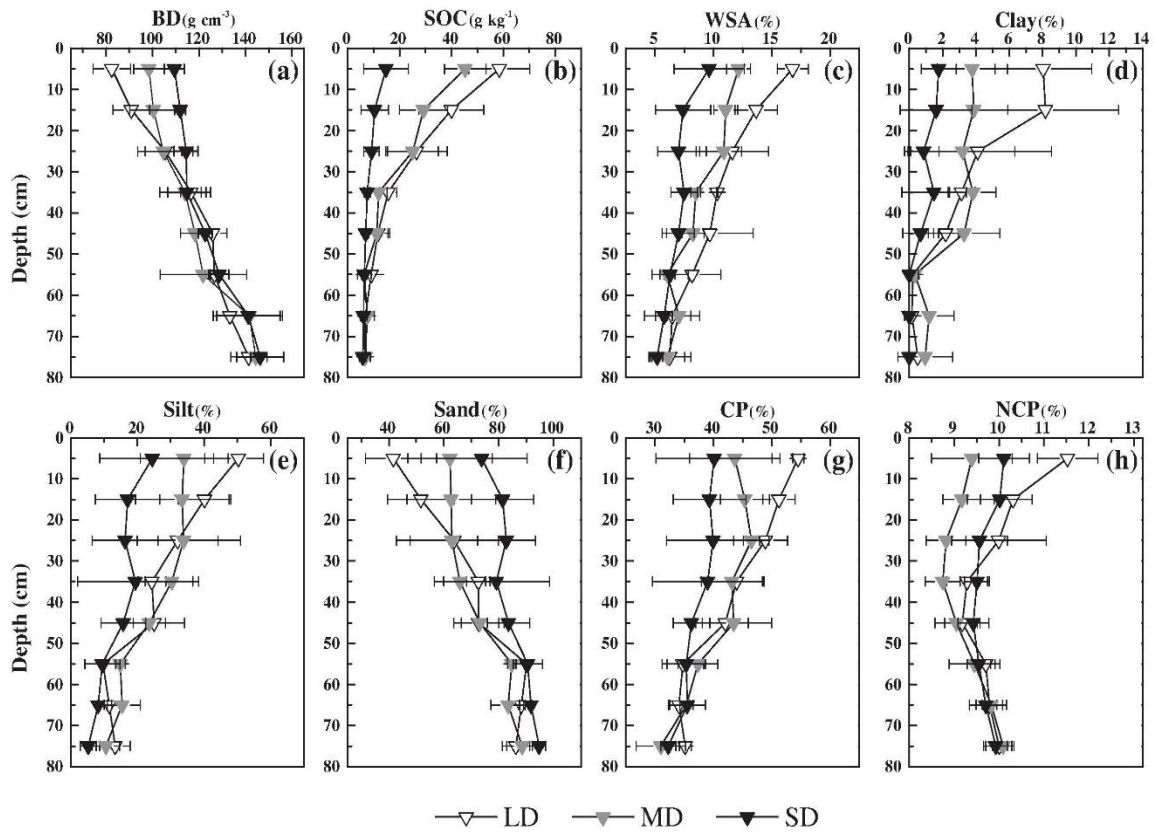 BD(g cm⁻³) SOC(g kg⁻¹) WSA(%) Clay(%)
60 80 100 120 140 160 0 20 40 60 80 5 10 15 20 0 2 4 6 8 10 12 14
0
(a) (b) (c) (d)
10
20
30
40
50
60
70
80
Depth (cm)
Silt(%) Sand(%) CP(%) NCP(%)
0 20 40 60 20 40 60 80 100 30 40 50 60 8 9 10 11 12 13
0
(e) (f) (g) (h)
10
20
30
40
50
60
70
80
Depth (cm)
LD MD SD